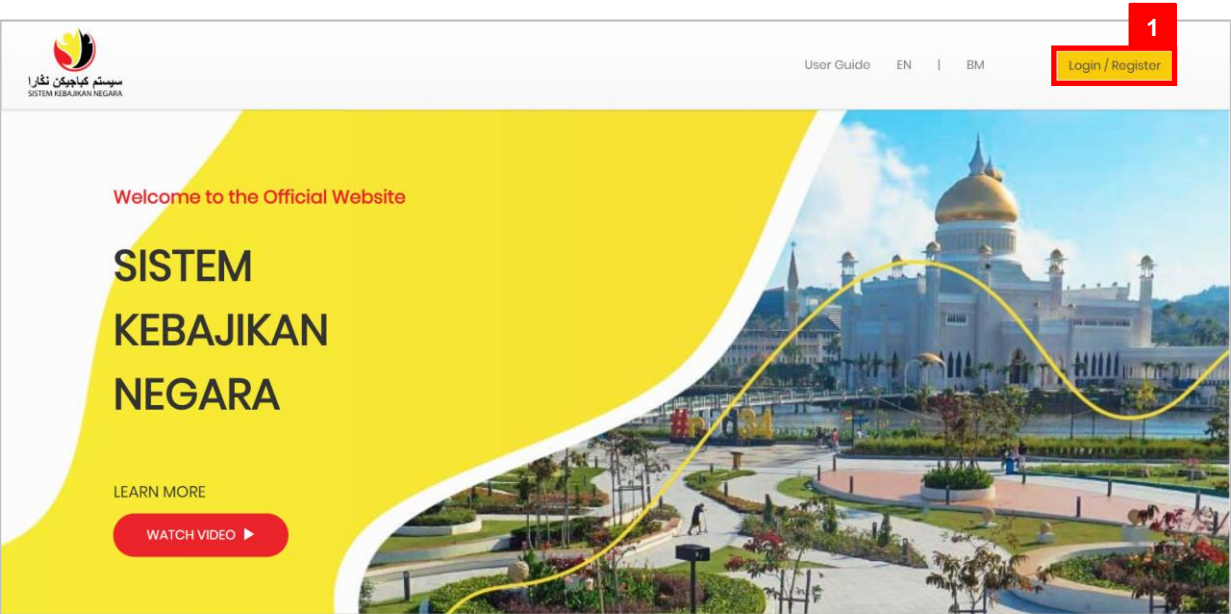 1
سيستم كباجيكن نݢارا
SISTEM KEBAJIKAN NEGARA
User Guide EN | BM Login / Register
Welcome to the Official Website
SISTEM
KEBAJIKAN
NEGARA
LEARN MORE
WATCH VIDEO